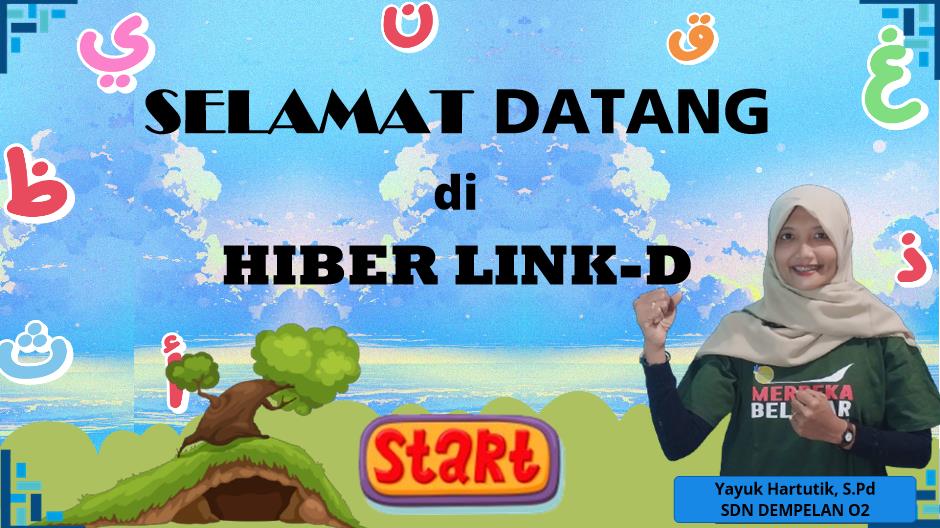 ي
ن
ق
غ
SELAMAT DATANG
di
ظ
HIBER LINK-D
ث
أ
MERDEKA
BELAJAR
Start
Yayuk Hartutik, S.Pd
SDN DEMPELAN O2